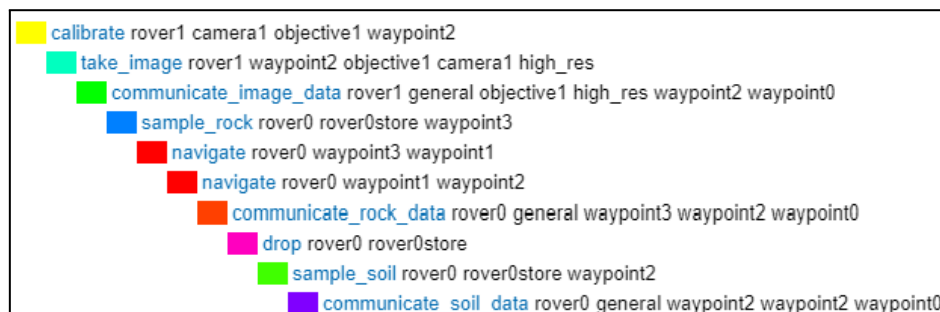 calibrate rover1 camera1 objective1 waypoint2
take_image rover1 waypoint2 objective1 camera1 high_res
communicate_image_data rover1 general objective1 high_res waypoint2 waypoint0
sample_rock rover0 rover0store waypoint3
navigate rover0 waypoint3 waypoint1
navigate rover0 waypoint1 waypoint2
communicate_rock_data rover0 general waypoint3 waypoint2 waypoint0
drop rover0 rover0store
sample_soil rover0 rover0store waypoint2
communicate_soil_data rover0 general waypoint2 waypoint2 waypoint0